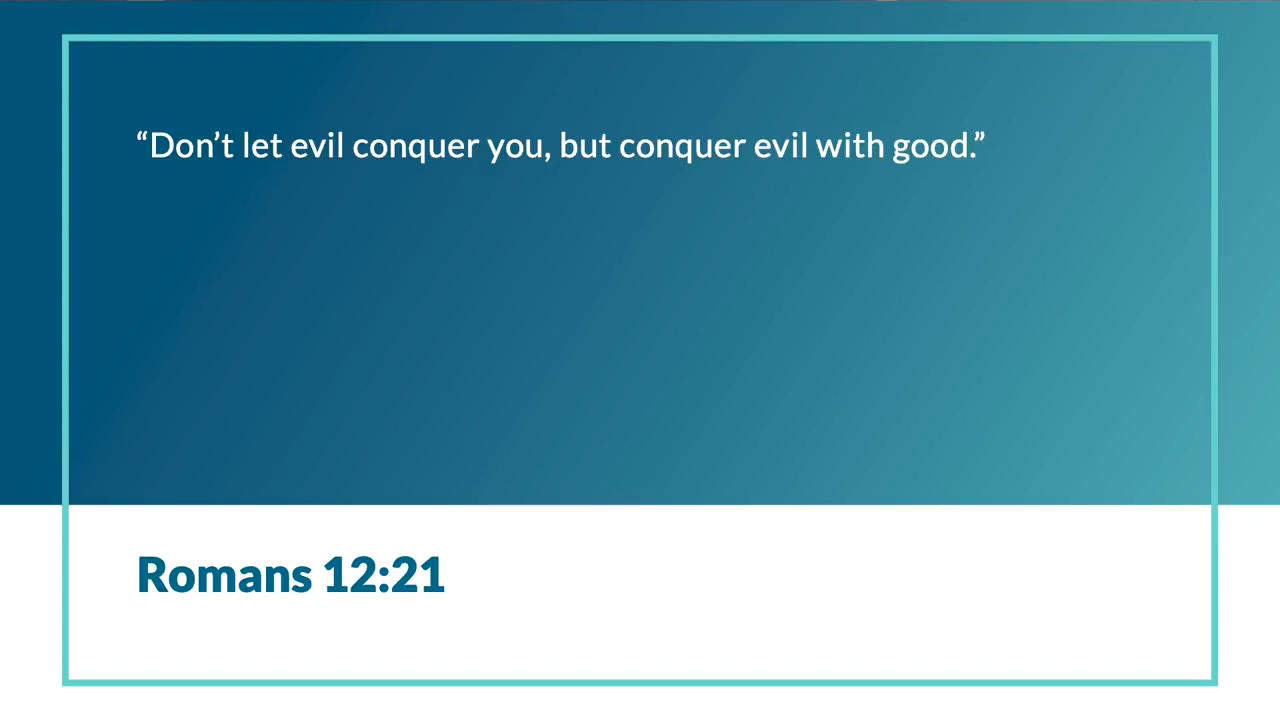 “Don’t let evil conquer you, but conquer evil with good.”
Romans 12:21